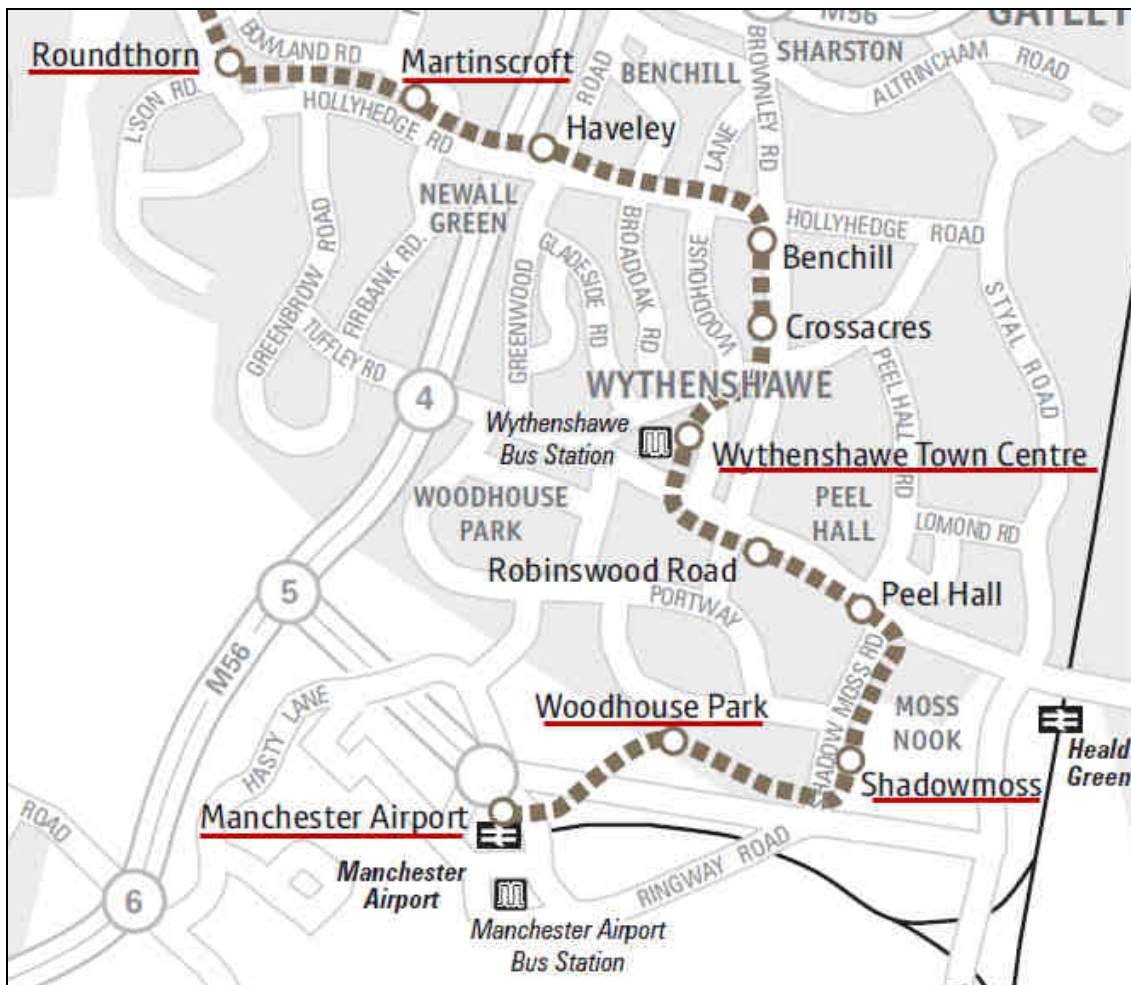 M56
GATLEY
BOWLAND RD
SHARSTON
Roundthorn
Martinscroft
ROAD
BENCHILL
BROWNLEY RD
ALTRINCHAM ROAD
L'SON RD.
HOLLYHEDGE RD
Haveley
LANE
NEWALL
GREEN
HOLLYHEDGE ROAD
Benchill
GREENBROW ROAD
FIRBANK RD.
GLADESIDE RD
BROADOAK RD
WOODHOUSE
STYAL ROAD
TUFFLEY RD
GREENWOOD
Crossacres
PEEL HALL RD
4
WYTHENSHAWE
Wythenshawe
Bus Station
Wythenshawe Town Centre
WOODHOUSE
PARK
PEEL
HALL
LOMOND RD
Robinswood Road
5
PORTWAY
Peel Hall
M56
HASTY LANE
SHADOW MOSS RD
Woodhouse Park
MOSS
NOOK
Heald
Green
Shadowmoss
Manchester Airport
ROAD
Manchester
Airport
RINGWAY ROAD
6
Manchester Airport
Bus Station